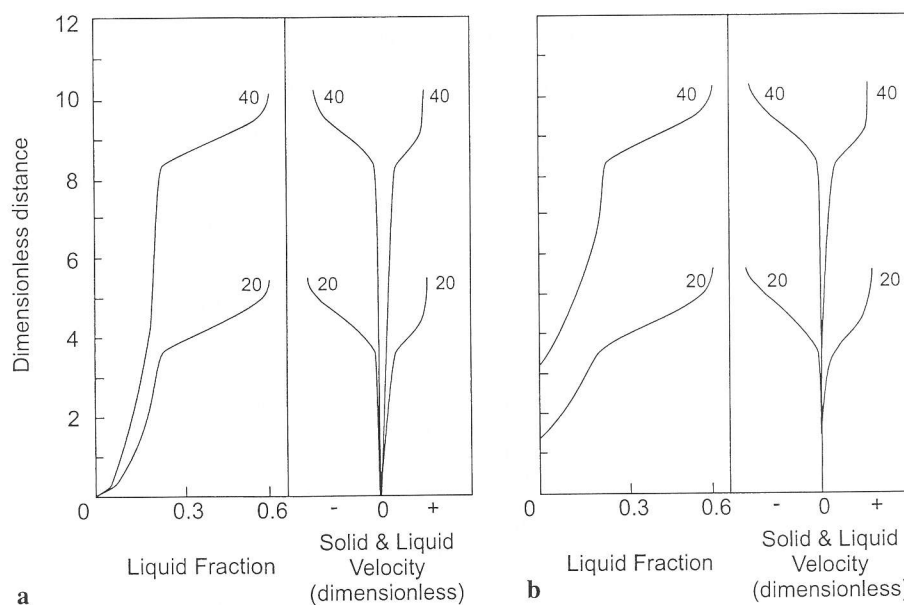 12
10
8
6
4
2
0
Dimensionless distance
40
20
40 40
20 20
0.3 0.6
- 0 +
Liquid Fraction
Solid & Liquid
Velocity
(dimensionless)
a
40
20
40 40
20 20
0 0.3 0.6
- 0 +
Liquid Fraction
Solid & Liquid
Velocity
(dimensionless)
b